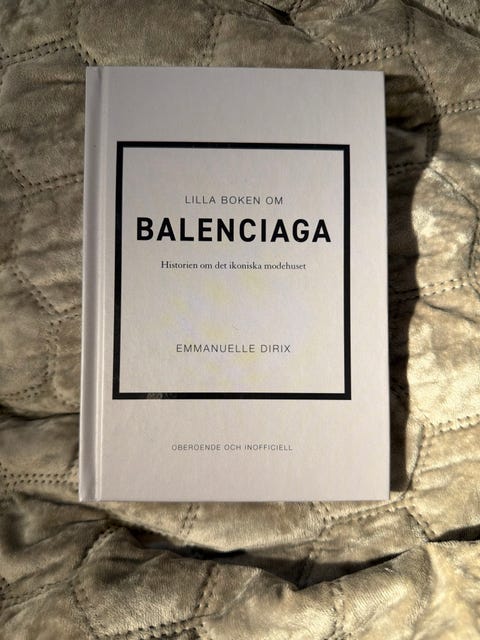 LILLA BOKEN OM
BALENCIAGA
Historien om det ikoniska modehuset
EMMANUELLE DIRIX
OBEROENDE OCH INOFFICIELL